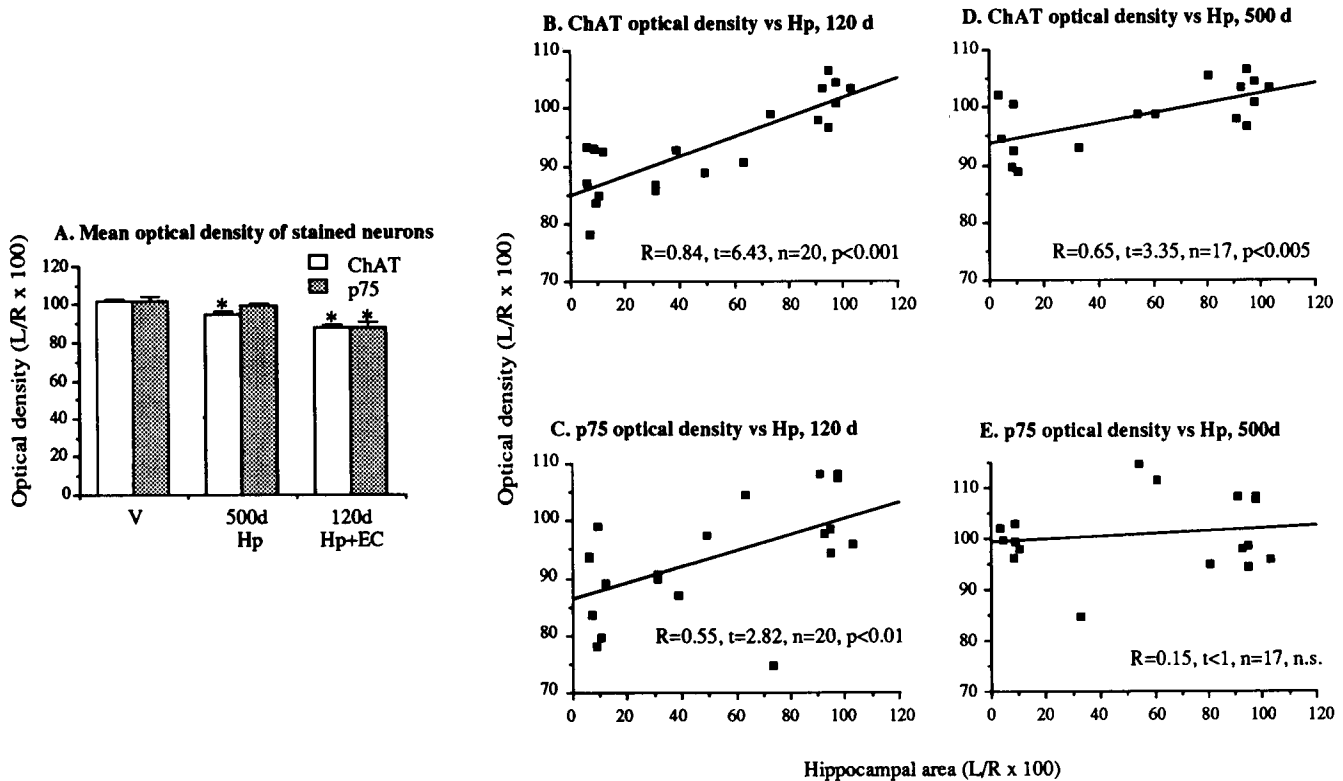 A. Mean optical density of stained neurons
Optical density (L/R x 100)
120
100
80
60
40
20
0
ChAT
p75
*
* *
V
500d
Hp
120d
Hp+EC
B. ChAT optical density vs Hp, 120 d
Optical density (L/R x 100)
110
100
90
80
70
R=0.84, t=6.43, n=20, p<0.001
0 20 40 60 80 100 120
D. ChAT optical density vs Hp, 500 d
110
100
90
80
70
R=0.65, t=3.35, n=17, p<0.005
0 20 40 60 80 100 120
C. p75 optical density vs Hp, 120 d
110
100
90
80
70
R=0.55, t=2.82, n=20, p<0.01
0 20 40 60 80 100 120
E. p75 optical density vs Hp, 500d
110
100
90
80
70
R=0.15, t<1, n=17, n.s.
0 20 40 60 80 100 120
Hippocampal area (L/R x 100)